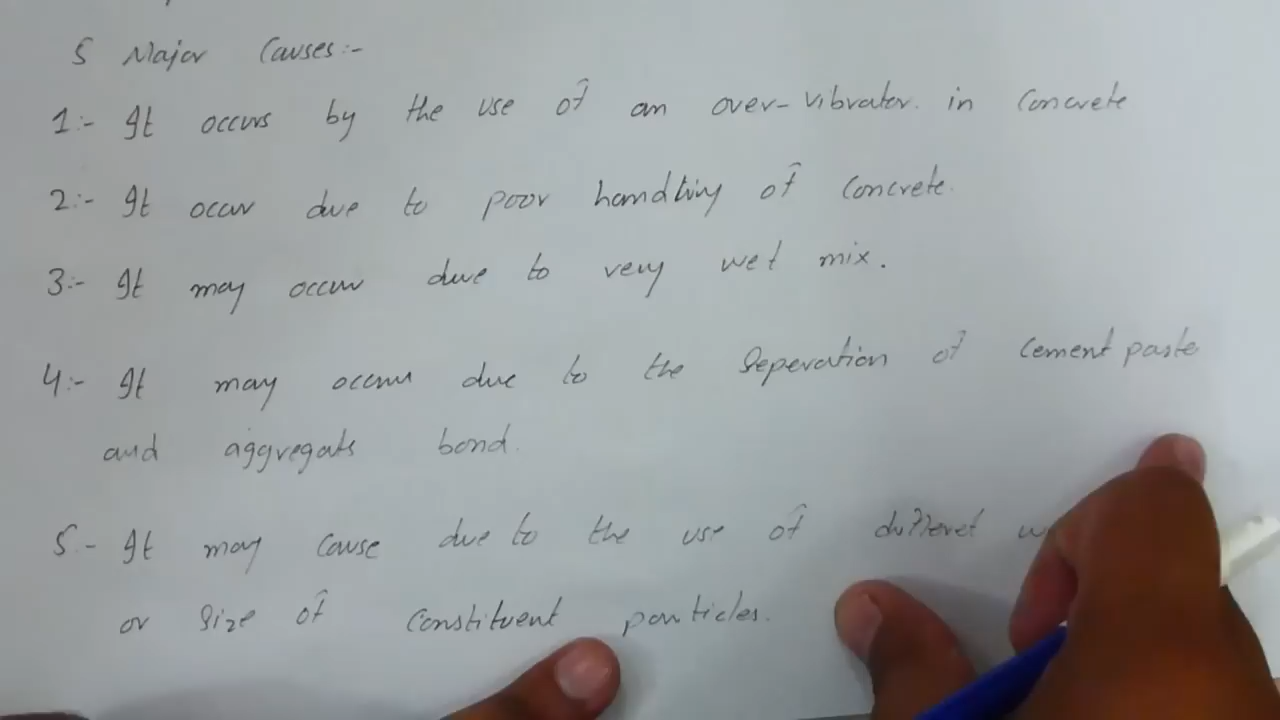 5 Major Causes:-
1:- It occurs by the use of an over-vibrator. in Concrete
2:- It occur due to poor handling of Concrete.
3:- It may occur due to very wet mix.
4:- It may occur due to the Seperation of Cement paste
and aggregate bond.
5.- It may Cause due to the use of differet
or Size of Constituent particles.